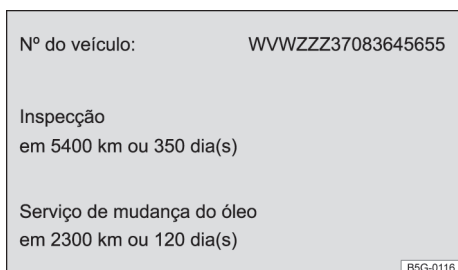 Nº do veículo: WVWZZZ37083645655
Inspecção
em 5400 km ou 350 dia(s)
Serviço de mudança do óleo
em 2300 km ou 120 dia(s)
B5G-0116